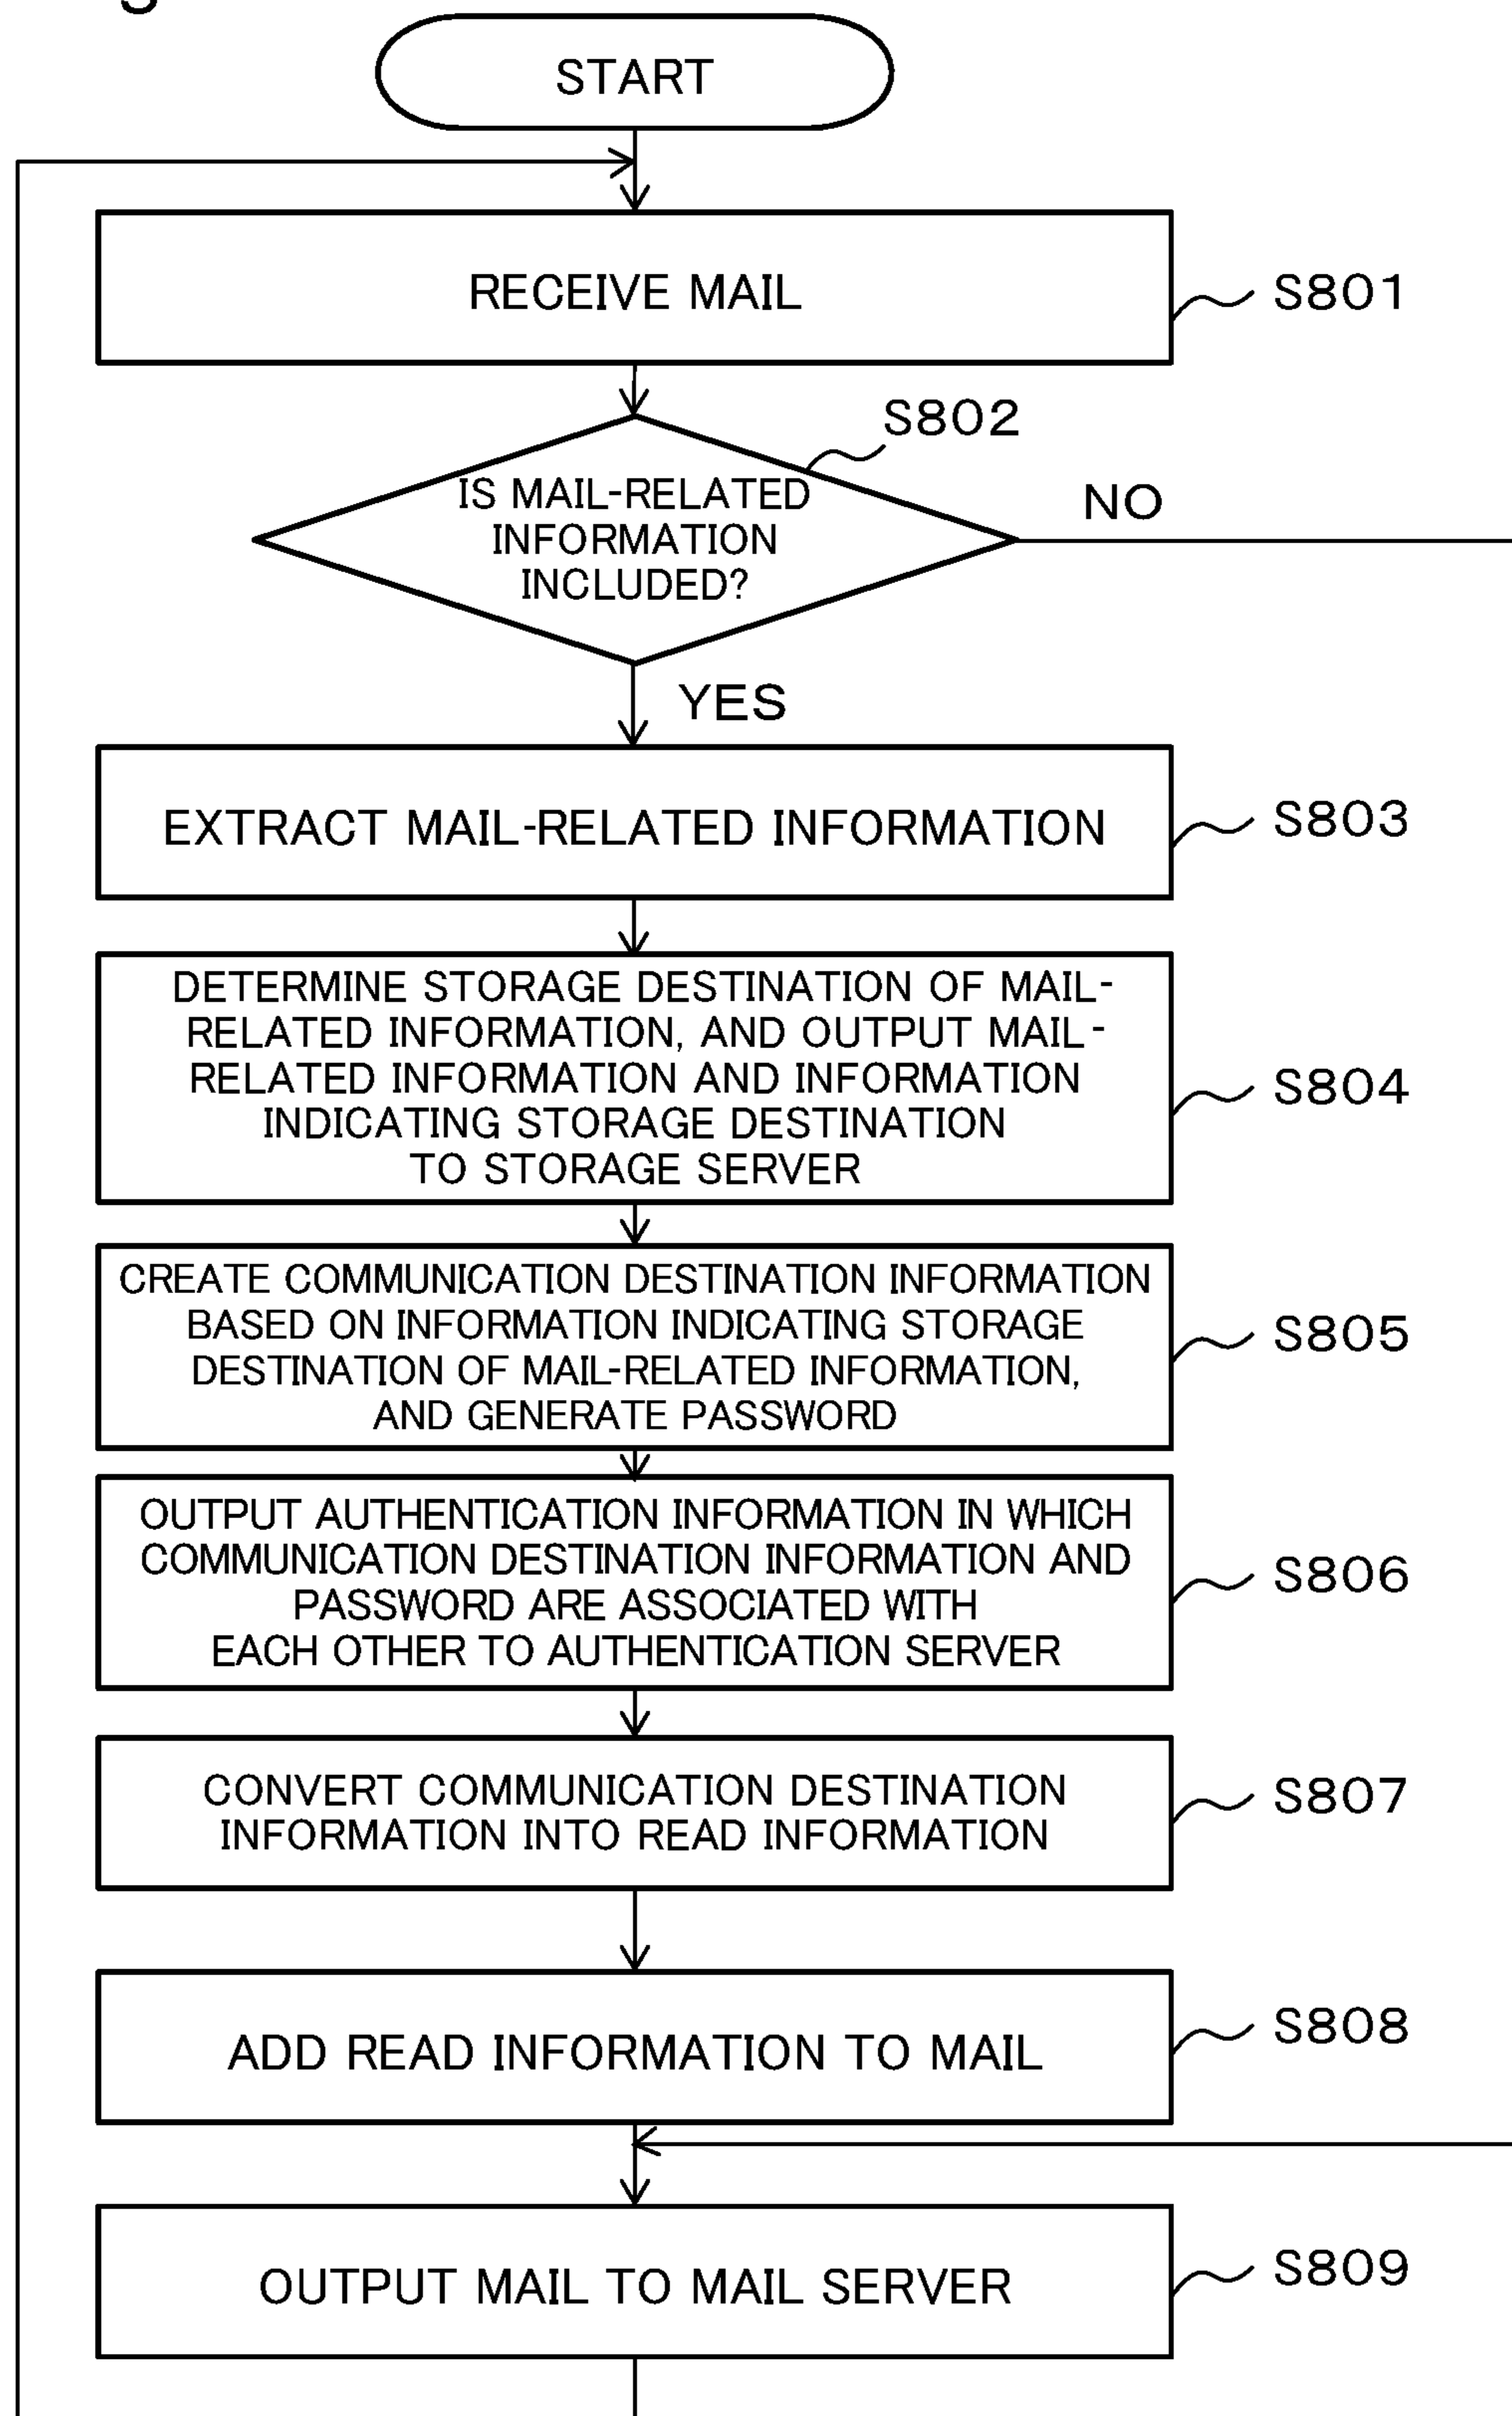 START
RECEIVE MAIL
S801
S802
IS MAIL-RELATED
INFORMATION
INCLUDED?
NO
YES
EXTRACT MAIL-RELATED INFORMATION
S803
DETERMINE STORAGE DESTINATION OF MAIL-
RELATED INFORMATION, AND OUTPUT MAIL-
RELATED INFORMATION AND INFORMATION
INDICATING STORAGE DESTINATION
TO STORAGE SERVER
S804
CREATE COMMUNICATION DESTINATION INFORMATION
BASED ON INFORMATION INDICATING STORAGE
DESTINATION OF MAIL-RELATED INFORMATION,
AND GENERATE PASSWORD
S805
OUTPUT AUTHENTICATION INFORMATION IN WHICH
COMMUNICATION DESTINATION INFORMATION AND
PASSWORD ARE ASSOCIATED WITH
EACH OTHER TO AUTHENTICATION SERVER
S806
CONVERT COMMUNICATION DESTINATION
INFORMATION INTO READ INFORMATION
S807
ADD READ INFORMATION TO MAIL
S808
OUTPUT MAIL TO MAIL SERVER
S809